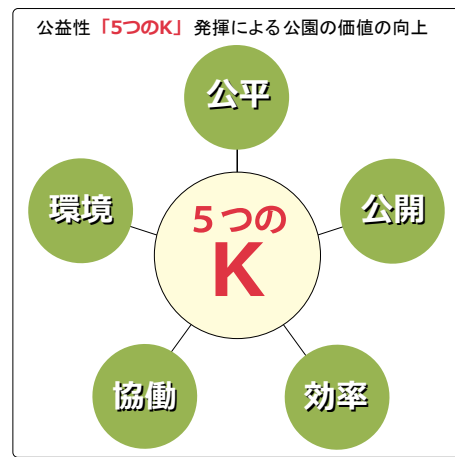 公益性「5つのK」発揮による公園の価値の向上
公平
環境
5つの
K
公開
協働
効率